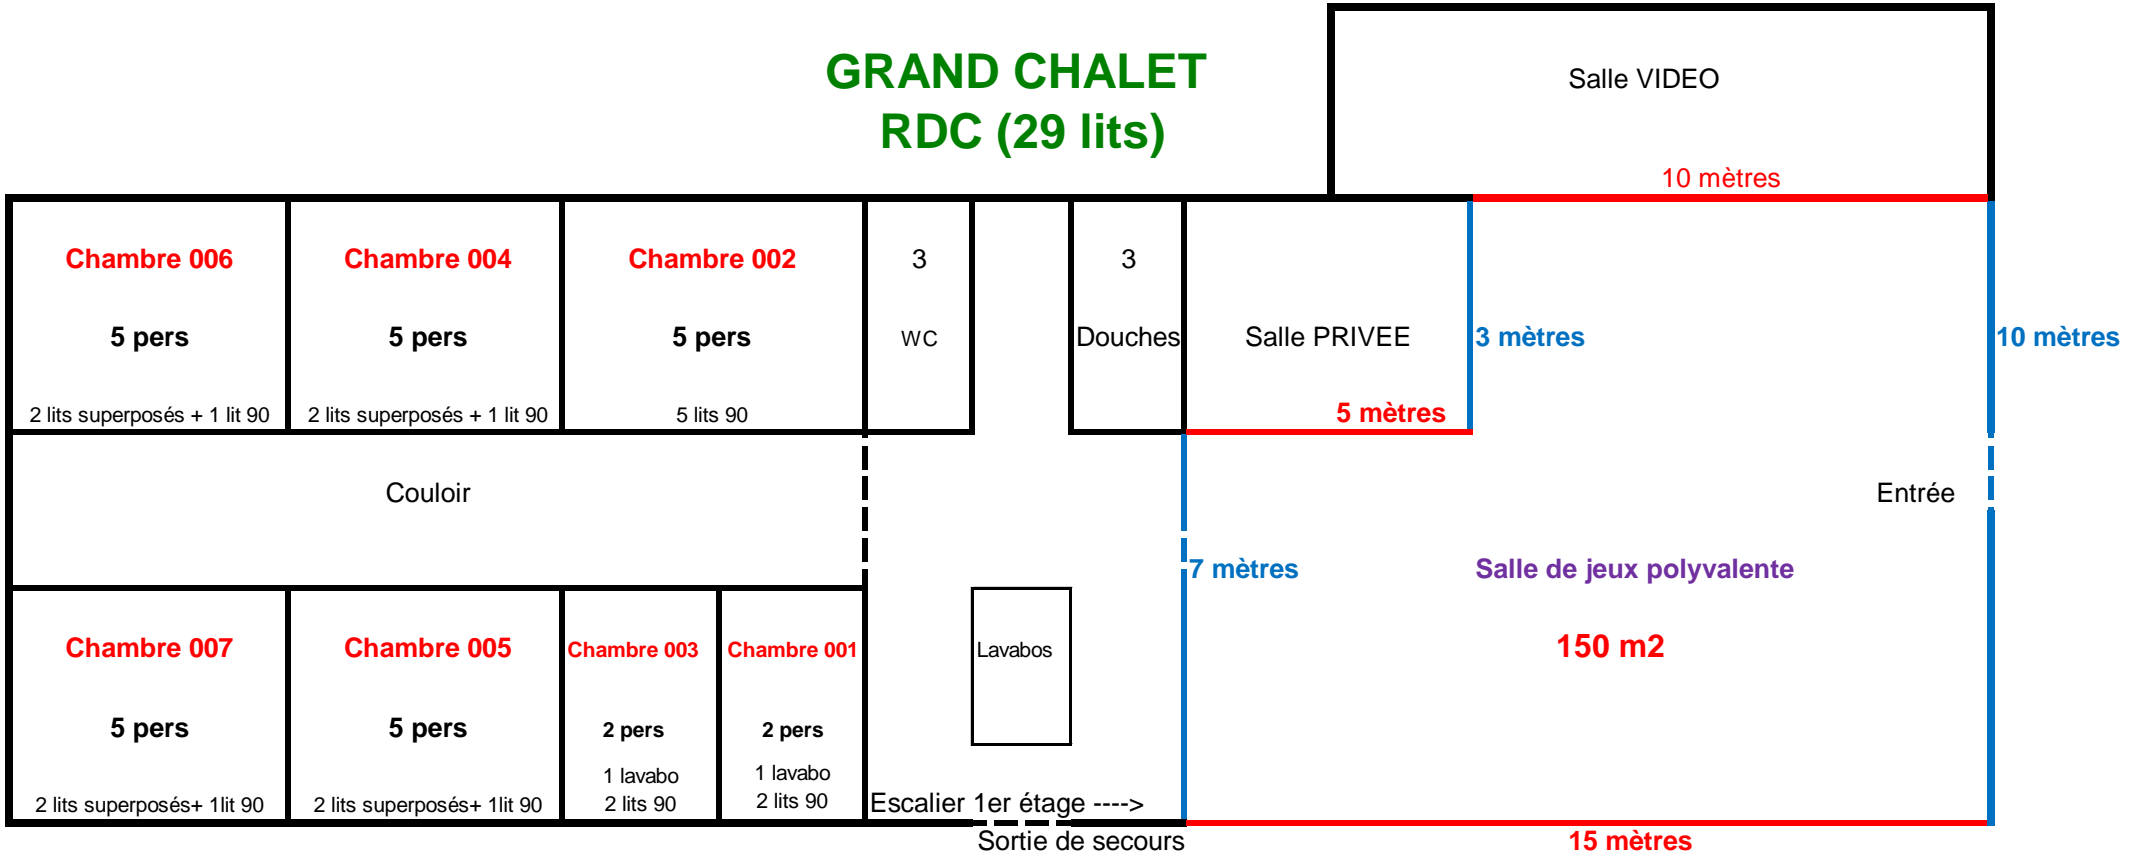 GRAND CHALET
RDC (29 lits)
Salle VIDEO
10 mètres
Chambre 006
Chambre 004
Chambre 002
3
3
5 pers
5 pers
5 pers
WC
Douches
Salle PRIVEE
3 mètres
10 mètres
2 lits superposés + 1 lit 90
2 lits superposés + 1 lit 90
5 lits 90
5 mètres
Couloir
Entrée
7 mètres
Salle de jeux polyvalente
Chambre 007
Chambre 005
Chambre 003
Chambre 001
Lavabos
150 m2
5 pers
5 pers
2 pers
2 pers
1 lavabo
1 lavabo
2 lits superposés+ 1lit 90
2 lits superposés+ 1lit 90
2 lits 90
2 lits 90
Escalier 1er étage ---->
Sortie de secours
15 mètres